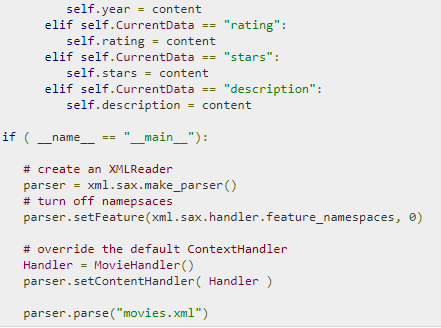 self.year = content
elif self.CurrentData == "rating":
self.rating = content
elif self.CurrentData == "stars":
self.stars = content
elif self.CurrentData == "description":
self.description = content
if ( __name__ == "__main__"):
# create an XMLReader
parser = xml.sax.make_parser()
# turn off namepsaces
parser.setFeature(xml.sax.handler.feature_namespaces, 0)
# override the default ContextHandler
Handler = MovieHandler()
parser.setContentHandler( Handler )
parser.parse("movies.xml")